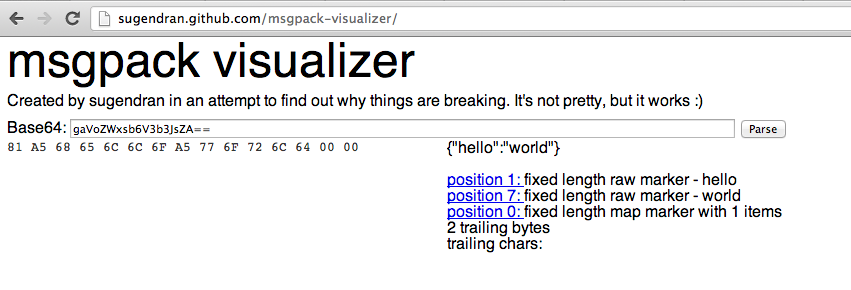 sugendran.github.com/msgpack-visualizer/
msgpack visualizer
Created by sugendran in an attempt to find out why things are breaking. It's not pretty, but it works :)
Base64: gaVoZWxsb6V3b3JsZA== Parse
81 A5 68 65 6C 6C 6F A5 77 6F 72 6C 64 00 00
{"hello":"world"}
position 1: fixed length raw marker - hello
position 7: fixed length raw marker - world
position 0: fixed length map marker with 1 items
2 trailing bytes
trailing chars: